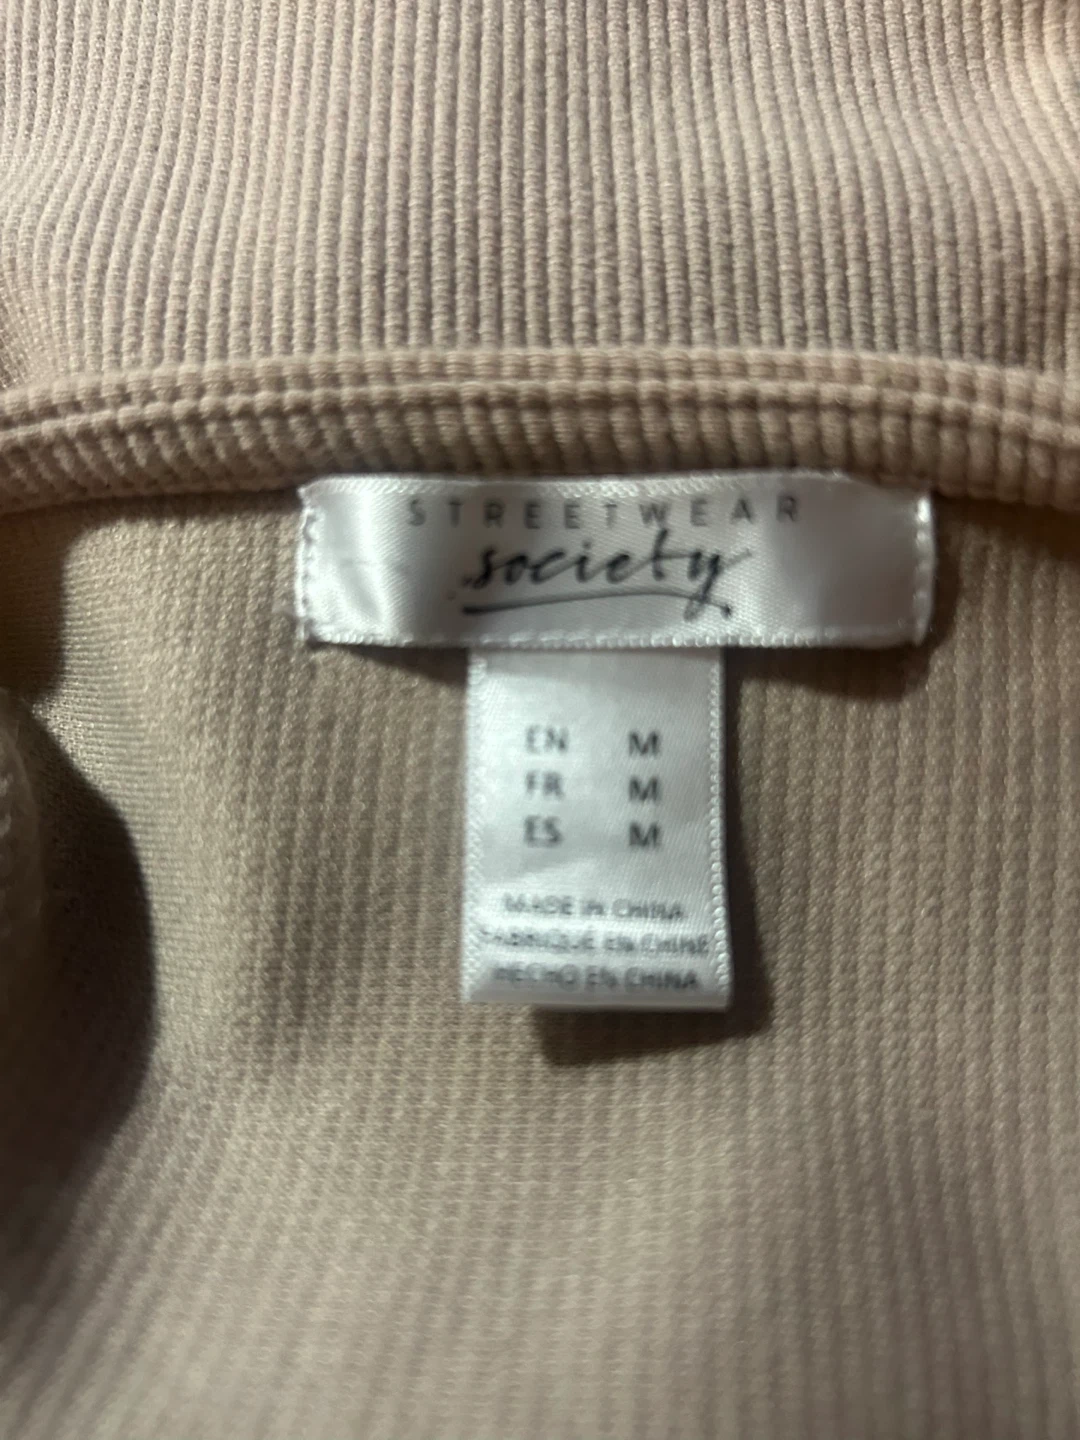 STREETWEAR
society
EN M
FR M
ES M
MADE IN CHINA
FABRIQUÉ EN CHINE
HECHO EN CHINA